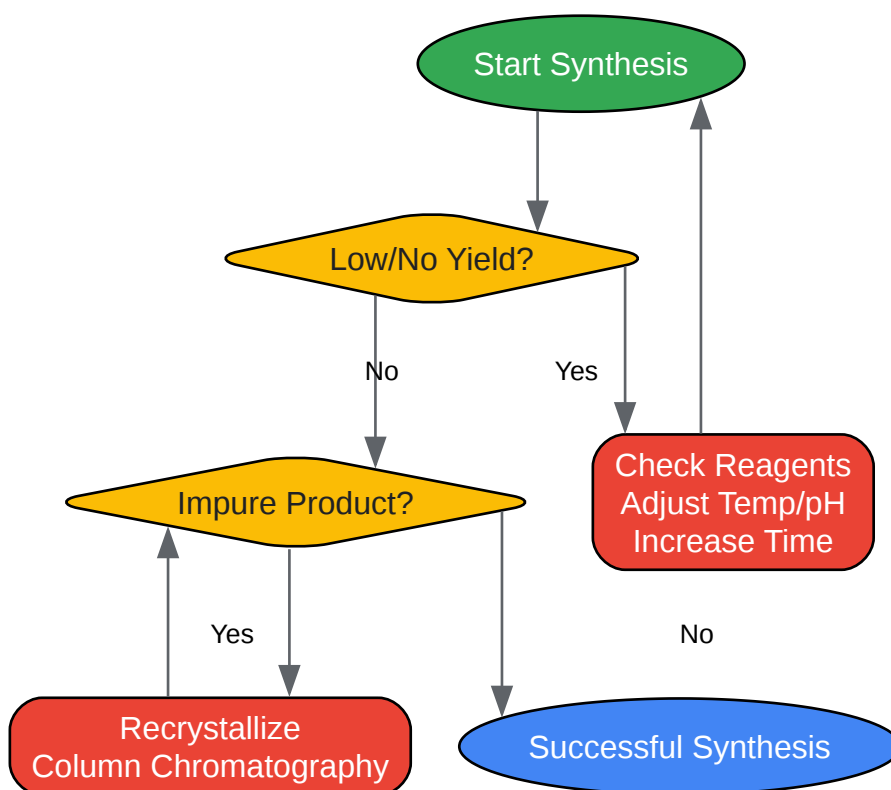 Start Synthesis
Low/No Yield?
No
Yes
Check Reagents
Adjust Temp/pH
Increase Time
Impure Product?
Yes
No
Recrystallize
Column Chromatography
Successful Synthesis